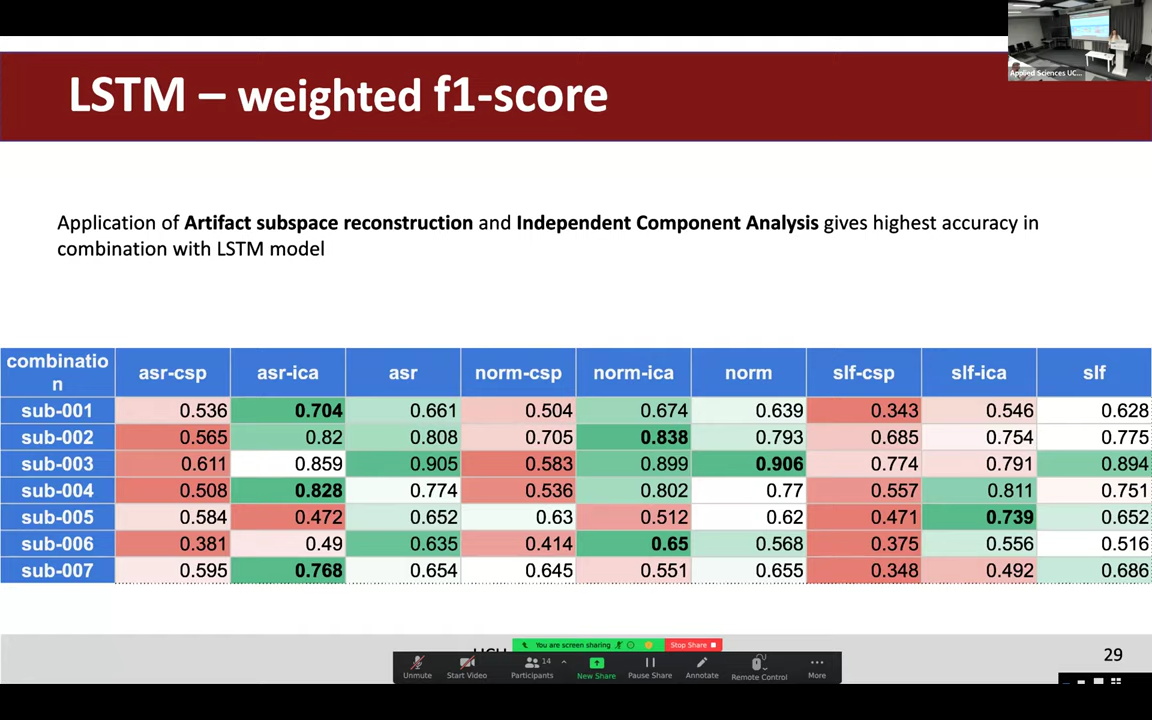 Applied Sciences UC...
LSTM – weighted f1-score
Application of Artifact subspace reconstruction and Independent Component Analysis gives highest accuracy in
combination with LSTM model
combinatio
n asr-csp asr-ica asr norm-csp norm-ica norm slf-csp slf-ica slf
sub-001 0.536 0.704 0.661 0.504 0.674 0.639 0.343 0.546 0.628
sub-002 0.565 0.82 0.808 0.705 0.838 0.793 0.685 0.754 0.775
sub-003 0.611 0.859 0.905 0.583 0.899 0.906 0.774 0.791 0.894
sub-004 0.508 0.828 0.774 0.536 0.802 0.77 0.557 0.811 0.751
sub-005 0.584 0.472 0.652 0.63 0.512 0.62 0.471 0.739 0.652
sub-006 0.381 0.49 0.635 0.414 0.65 0.568 0.375 0.556 0.516
sub-007 0.595 0.768 0.654 0.645 0.551 0.655 0.348 0.492 0.686
You are screen sharing Stop Share
29
14
Unmute Start Video Participants New Share Pause Share Annotate Remote Control More